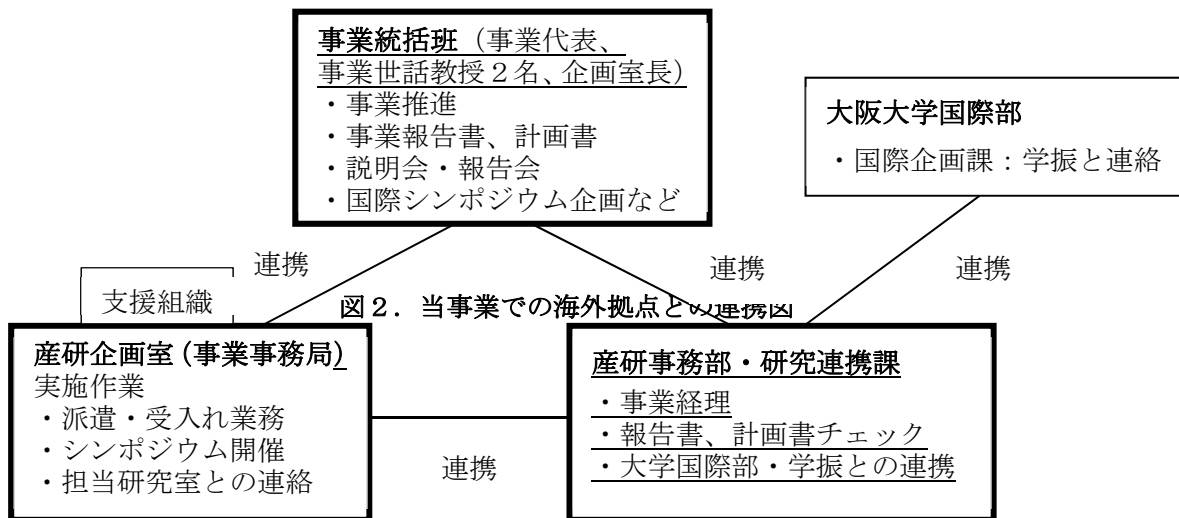 事業統括班（事業代表、
事業世話教授２名、企画室長）
・事業推進
・事業報告書、計画書
・説明会・報告会
・国際シンポジウム企画など
大阪大学国際部
・国際企画課：学振と連絡
連携
連携
連携
支援組織
図２．当事業での海外拠点との連携図
産研企画室（事業事務局）
実施作業
・派遣・受入れ業務
・シンポジウム開催
・担当研究室との連絡
連携
産研事務部・研究連携課
・事業経理
・報告書、計画書チェック
・大学国際部・学振との連携